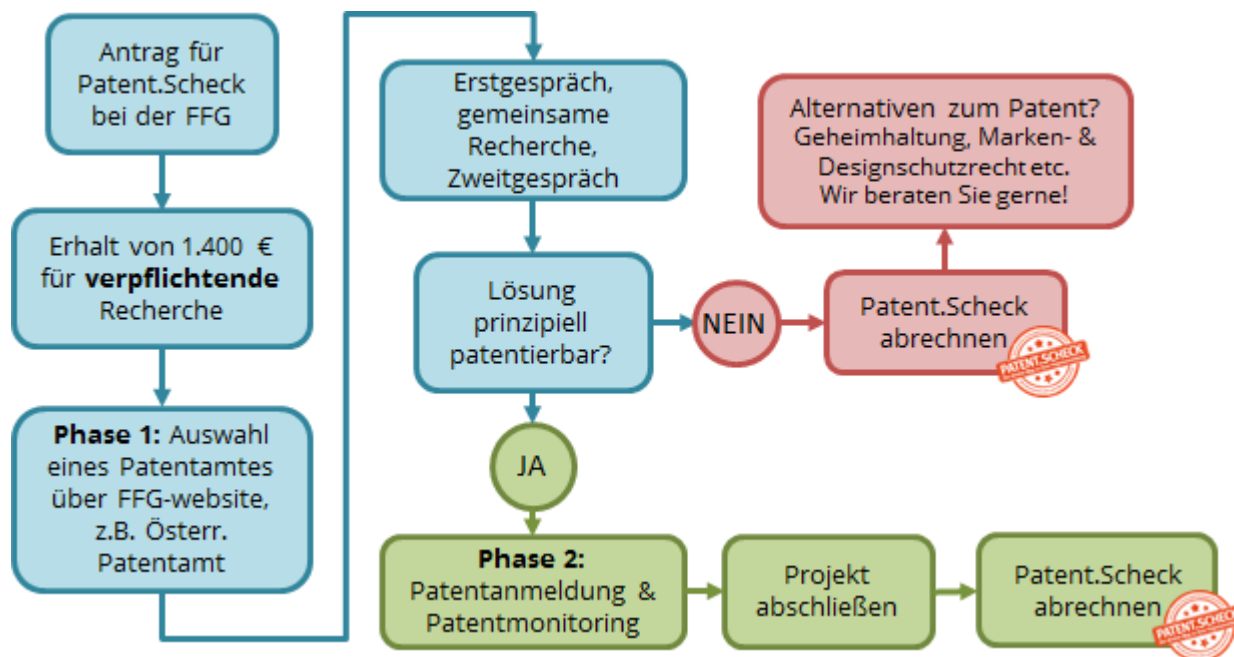 Antrag für
Patent.Scheck
bei der FFG
Erhalt von 1.400 €
für verpflichtende
Recherche
Phase 1: Auswahl
eines Patentamtes
über FFG-website,
z.B. Österr.
Patentamt
Erstgespräch,
gemeinsame
Recherche,
Zweitgespräch
Lösung
prinzipiell
patentierbar?
NEIN
Patent.Scheck
abrechnen
PATENT.SCHECK
Alternativen zum Patent?
Geheimhaltung, Marken- &
Designschutzrecht etc.
Wir beraten Sie gerne!
JA
Phase 2:
Patentanmeldung &
Patentmonitoring
Projekt
abschließen
Patent.Scheck
abrechnen
PATENT.SCHECK